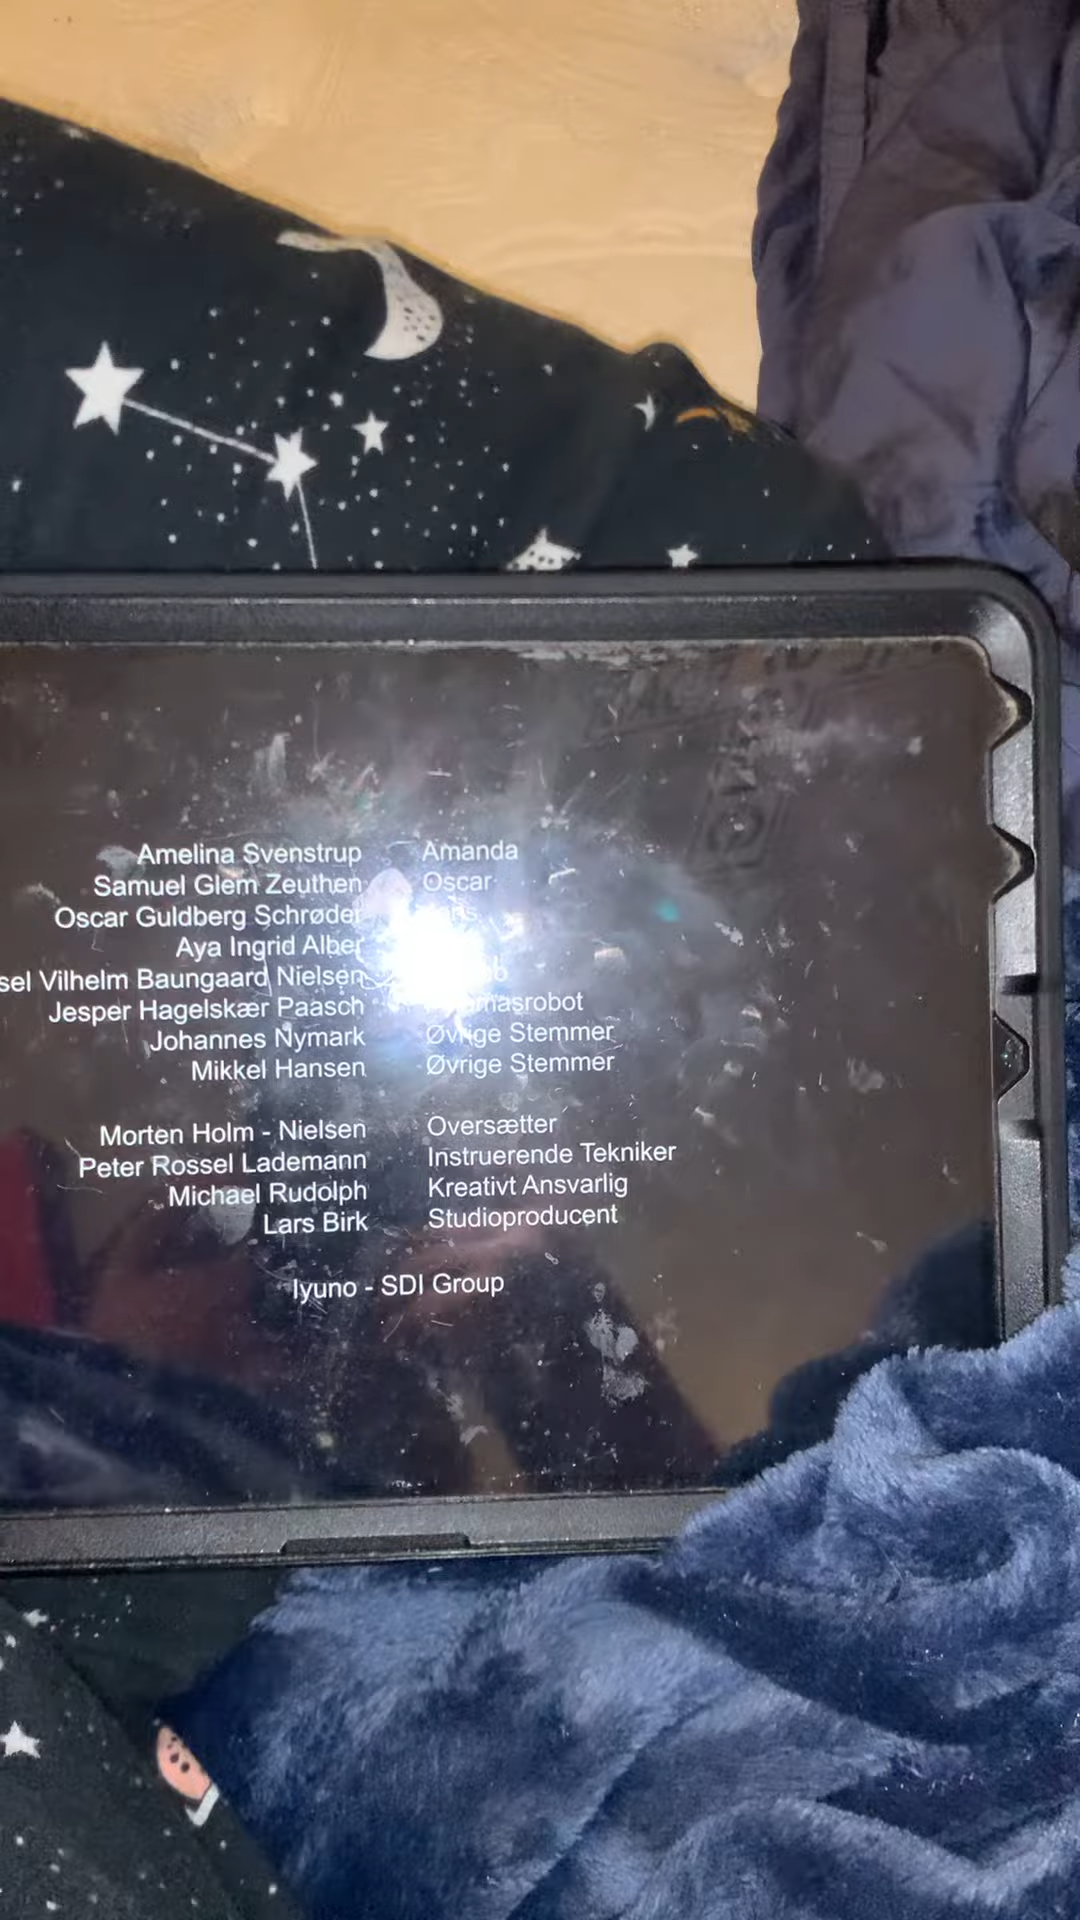 Amelina Svenstrup Amanda
Samuel Glem Zeuthen Oscar
Oscar Guldberg Schrøder
Aya Ingrid Alber
Vilhelm Baungaard Nielsen
Jesper Hagelskær Paasch
Johannes Nymark Øvrige Stemmer
Mikkel Hansen Øvrige Stemmer
Morten Holm - Nielsen Oversætter
Peter Rossel Lademann Instruerende Tekniker
Michael Rudolph Kreativt Ansvarlig
Lars Birk Studioproducent
Iyuno - SDI Group